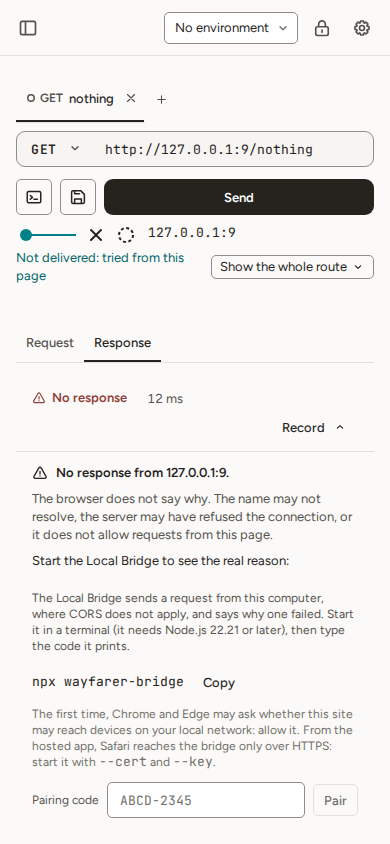 No environment
GET nothing
GET http://127.0.0.1:9/nothing
Send
127.0.0.1:9
Not delivered: tried from this
page
Show the whole route
Request Response
No response 12 ms
Record
No response from 127.0.0.1:9.
The browser does not say why. The name may not
resolve, the server may have refused the connection, or
it does not allow requests from this page.
Start the Local Bridge to see the real reason:
The Local Bridge sends a request from this computer,
where CORS does not apply, and says why one failed. Start
it in a terminal (it needs Node.js 22.21 or later), then type
the code it prints.
npx wayfarer-bridge Copy
The first time, Chrome and Edge may ask whether this site
may reach devices on your local network: allow it. From the
hosted app, Safari reaches the bridge only over HTTPS:
start it with --cert and --key.
Pairing code ABCD-2345 Pair